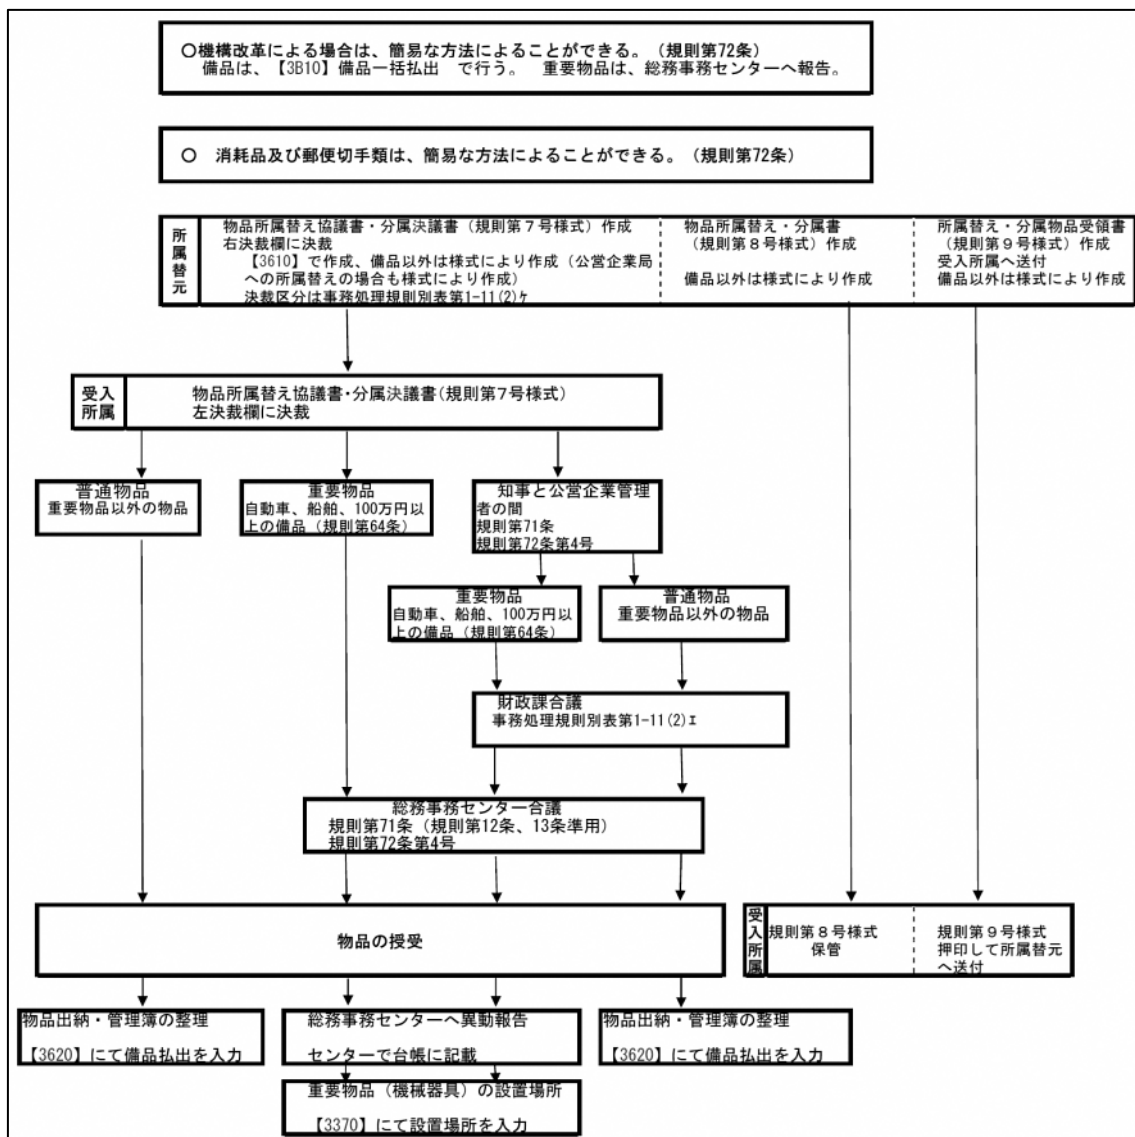 〇機構改革による場合は、簡易な方法によることができる。（規則第72条）
備品は、【3B10】備品一括払出　で行う。　重要物品は、総務事務センターへ報告。
〇　消耗品及び郵便切手類は、簡易な方法によることができる。（規則第72条）
所属替元
物品所属替え協議書・分属決議書（規則第７号様式）作成
右決裁欄に決裁
【3610】で作成、備品以外は様式により作成（公営企業局
への所属替えの場合も様式により作成）
決裁区分は事務処理規則別表第1-11(2)ｹ
物品所属替え・分属書
（規則第８号様式）作成
備品以外は様式により作成
所属替え・分属物品受領書
（規則第９号様式）作成
受入所属へ送付
備品以外は様式により作成
受入
所属
物品所属替え協議書・分属決議書（規則第７号様式）
左決裁欄に決裁
普通物品
重要物品以外の物品
重要物品
自動車、船舶、100万円以
上の備品（規則第64条）
知事と公営企業管理
者の間
規則第71条
規則第72条第4号
重要物品
自動車、船舶、100万円以
上の備品（規則第64条）
普通物品
重要物品以外の物品
財政課合議
事務処理規則別表第1-11(2)ｴ
総務事務センター合議
規則第71条（規則第12条、13条準用）
規則第72条第4号
物品の授受
受入所属
規則第８号様式
保管
規則第９号様式
押印して所属替元
へ送付
物品出納・管理簿の整理
【3620】にて備品払出を入力
総務事務センターへ異動報告
センターで台帳に記載
物品出納・管理簿の整理
【3620】にて備品払出を入力
重要物品（機械器具）の設置場所
【3370】にて設置場所を入力